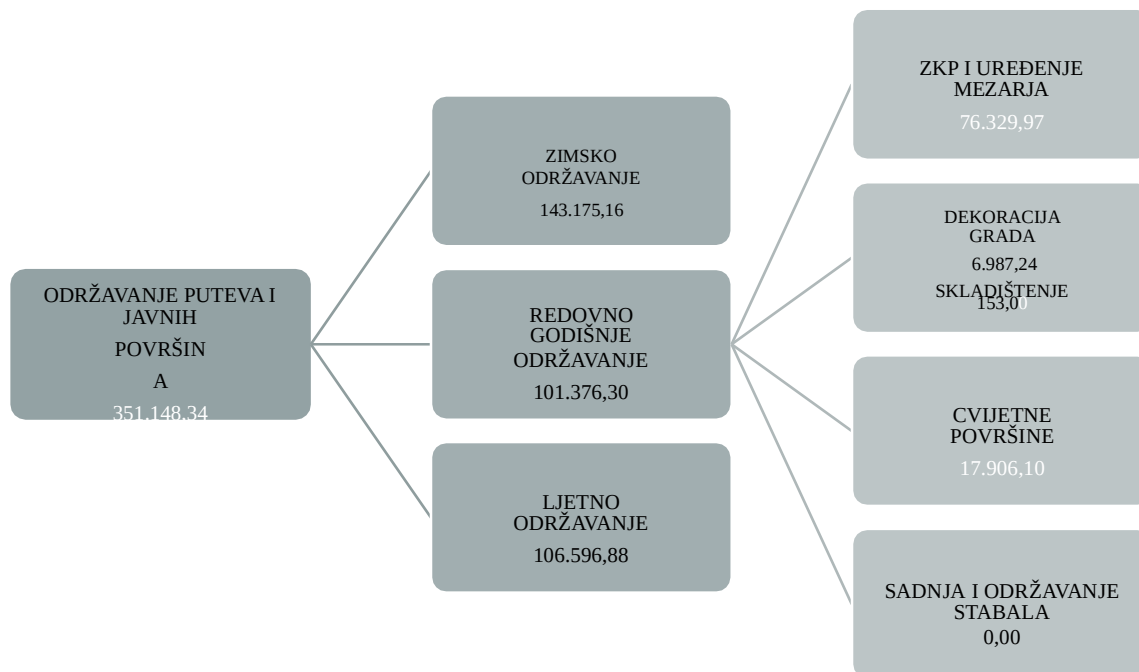 ODRŽAVANJE PUTEVA I
JAVNIH
POVRŠIN
A
351.148,34
ZIMSKO
ODRŽAVANJE
143.175,16
REDOVNO
GODIŠNJE
ODRŽAVANJE
101.376,30
LJETNO
ODRŽAVANJE
106.596,88
ZKP I UREĐENJE
MEZARJA
76.329,97
DEKORACIJA
GRADA
6.987,24
SKLADIŠTENJE
153,00
CVIJETNE
POVRŠINE
17.906,10
SADNJA I ODRŽAVANJE
STABALA
0,00